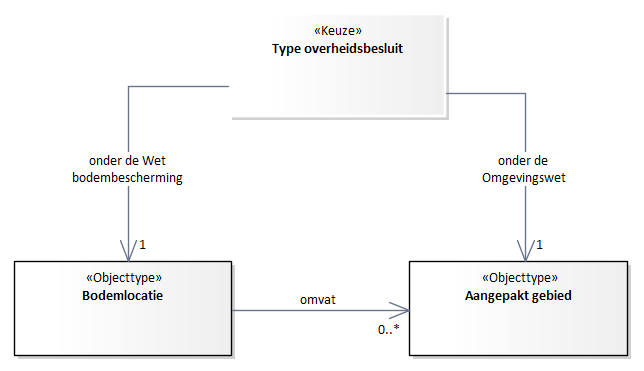 «Keuze»
Type overheidsbesluit
onder de Wet
bodembescherming
onder de
Omgevingswet
1
1
«Objecttype»
Bodemlocatie
omvat
0..*
«Objecttype»
Aangepakt gebied